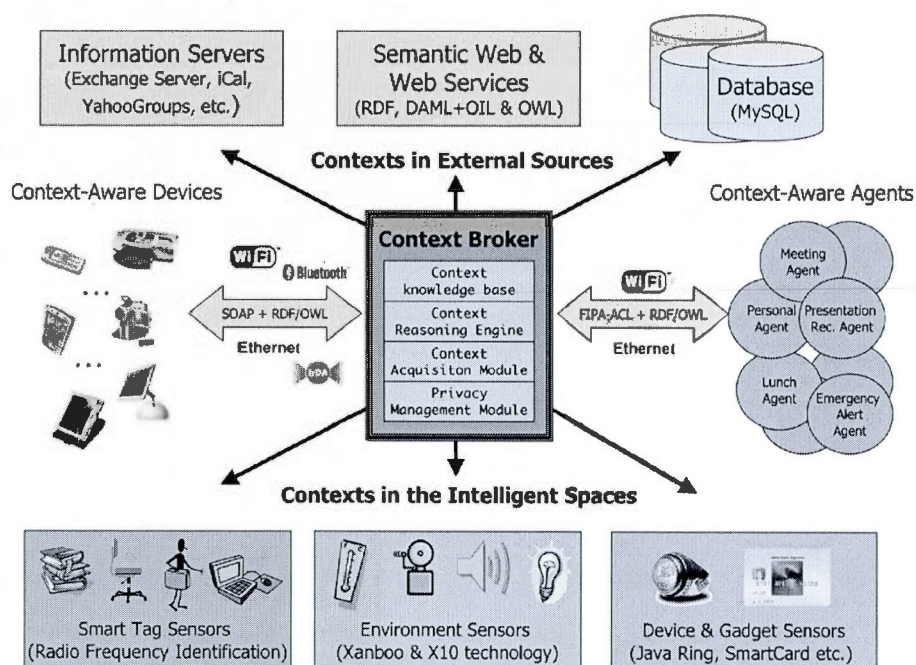 Information Servers
(Exchange Server, iCal,
YahooGroups, etc.)
Semantic Web &
Web Services
(RDF, DAML+OIL & OWL)
Database
(MySQL)
Contexts in External Sources
Context-Aware Devices
Context-Aware Agents
Context Broker
Context
knowledge base
Context
Reasoning Engine
Context
Acquisiton Module
Privacy
Management Module
WiFi
Bluetooth
SOAP + RDF/OWL
Ethernet
IrDA
WiFi
FIPA-ACL + RDF/OWL
Ethernet
Meeting
Agent
Personal
Agent
Presentation
Rec. Agent
Lunch
Agent
Emergency
Alert
Agent
Contexts in the Intelligent Spaces
Smart Tag Sensors
(Radio Frequency Identification)
Environment Sensors
(Xanboo & X10 technology)
Device & Gadget Sensors
(Java Ring, SmartCard etc.)